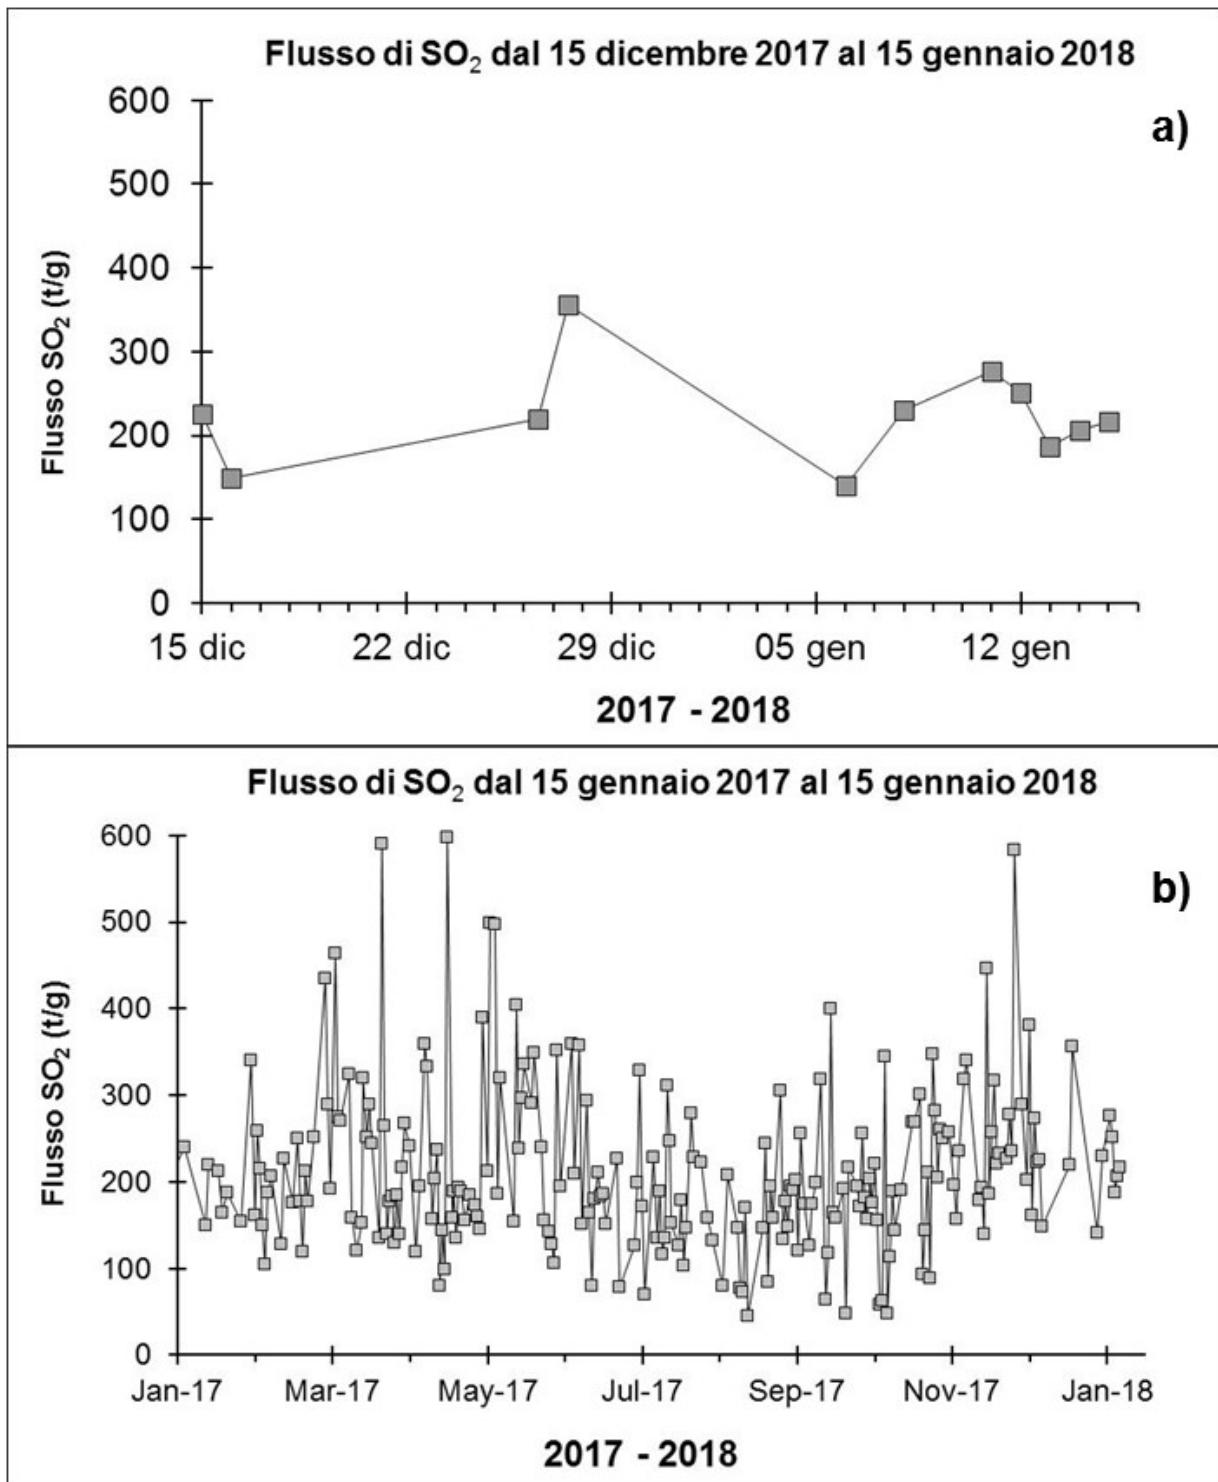 Flusso di SO₂ dal 15 dicembre 2017 al 15 gennaio 2018
a)
600
500
400
300
200
100
0
Flusso SO₂ (t/g)
15 dic 22 dic 29 dic 05 gen 12 gen
2017 - 2018
Flusso di SO₂ dal 15 gennaio 2017 al 15 gennaio 2018
b)
600
500
400
300
200
100
0
Flusso SO₂ (t/g)
Jan-17 Mar-17 May-17 Jul-17 Sep-17 Nov-17 Jan-18
2017 - 2018